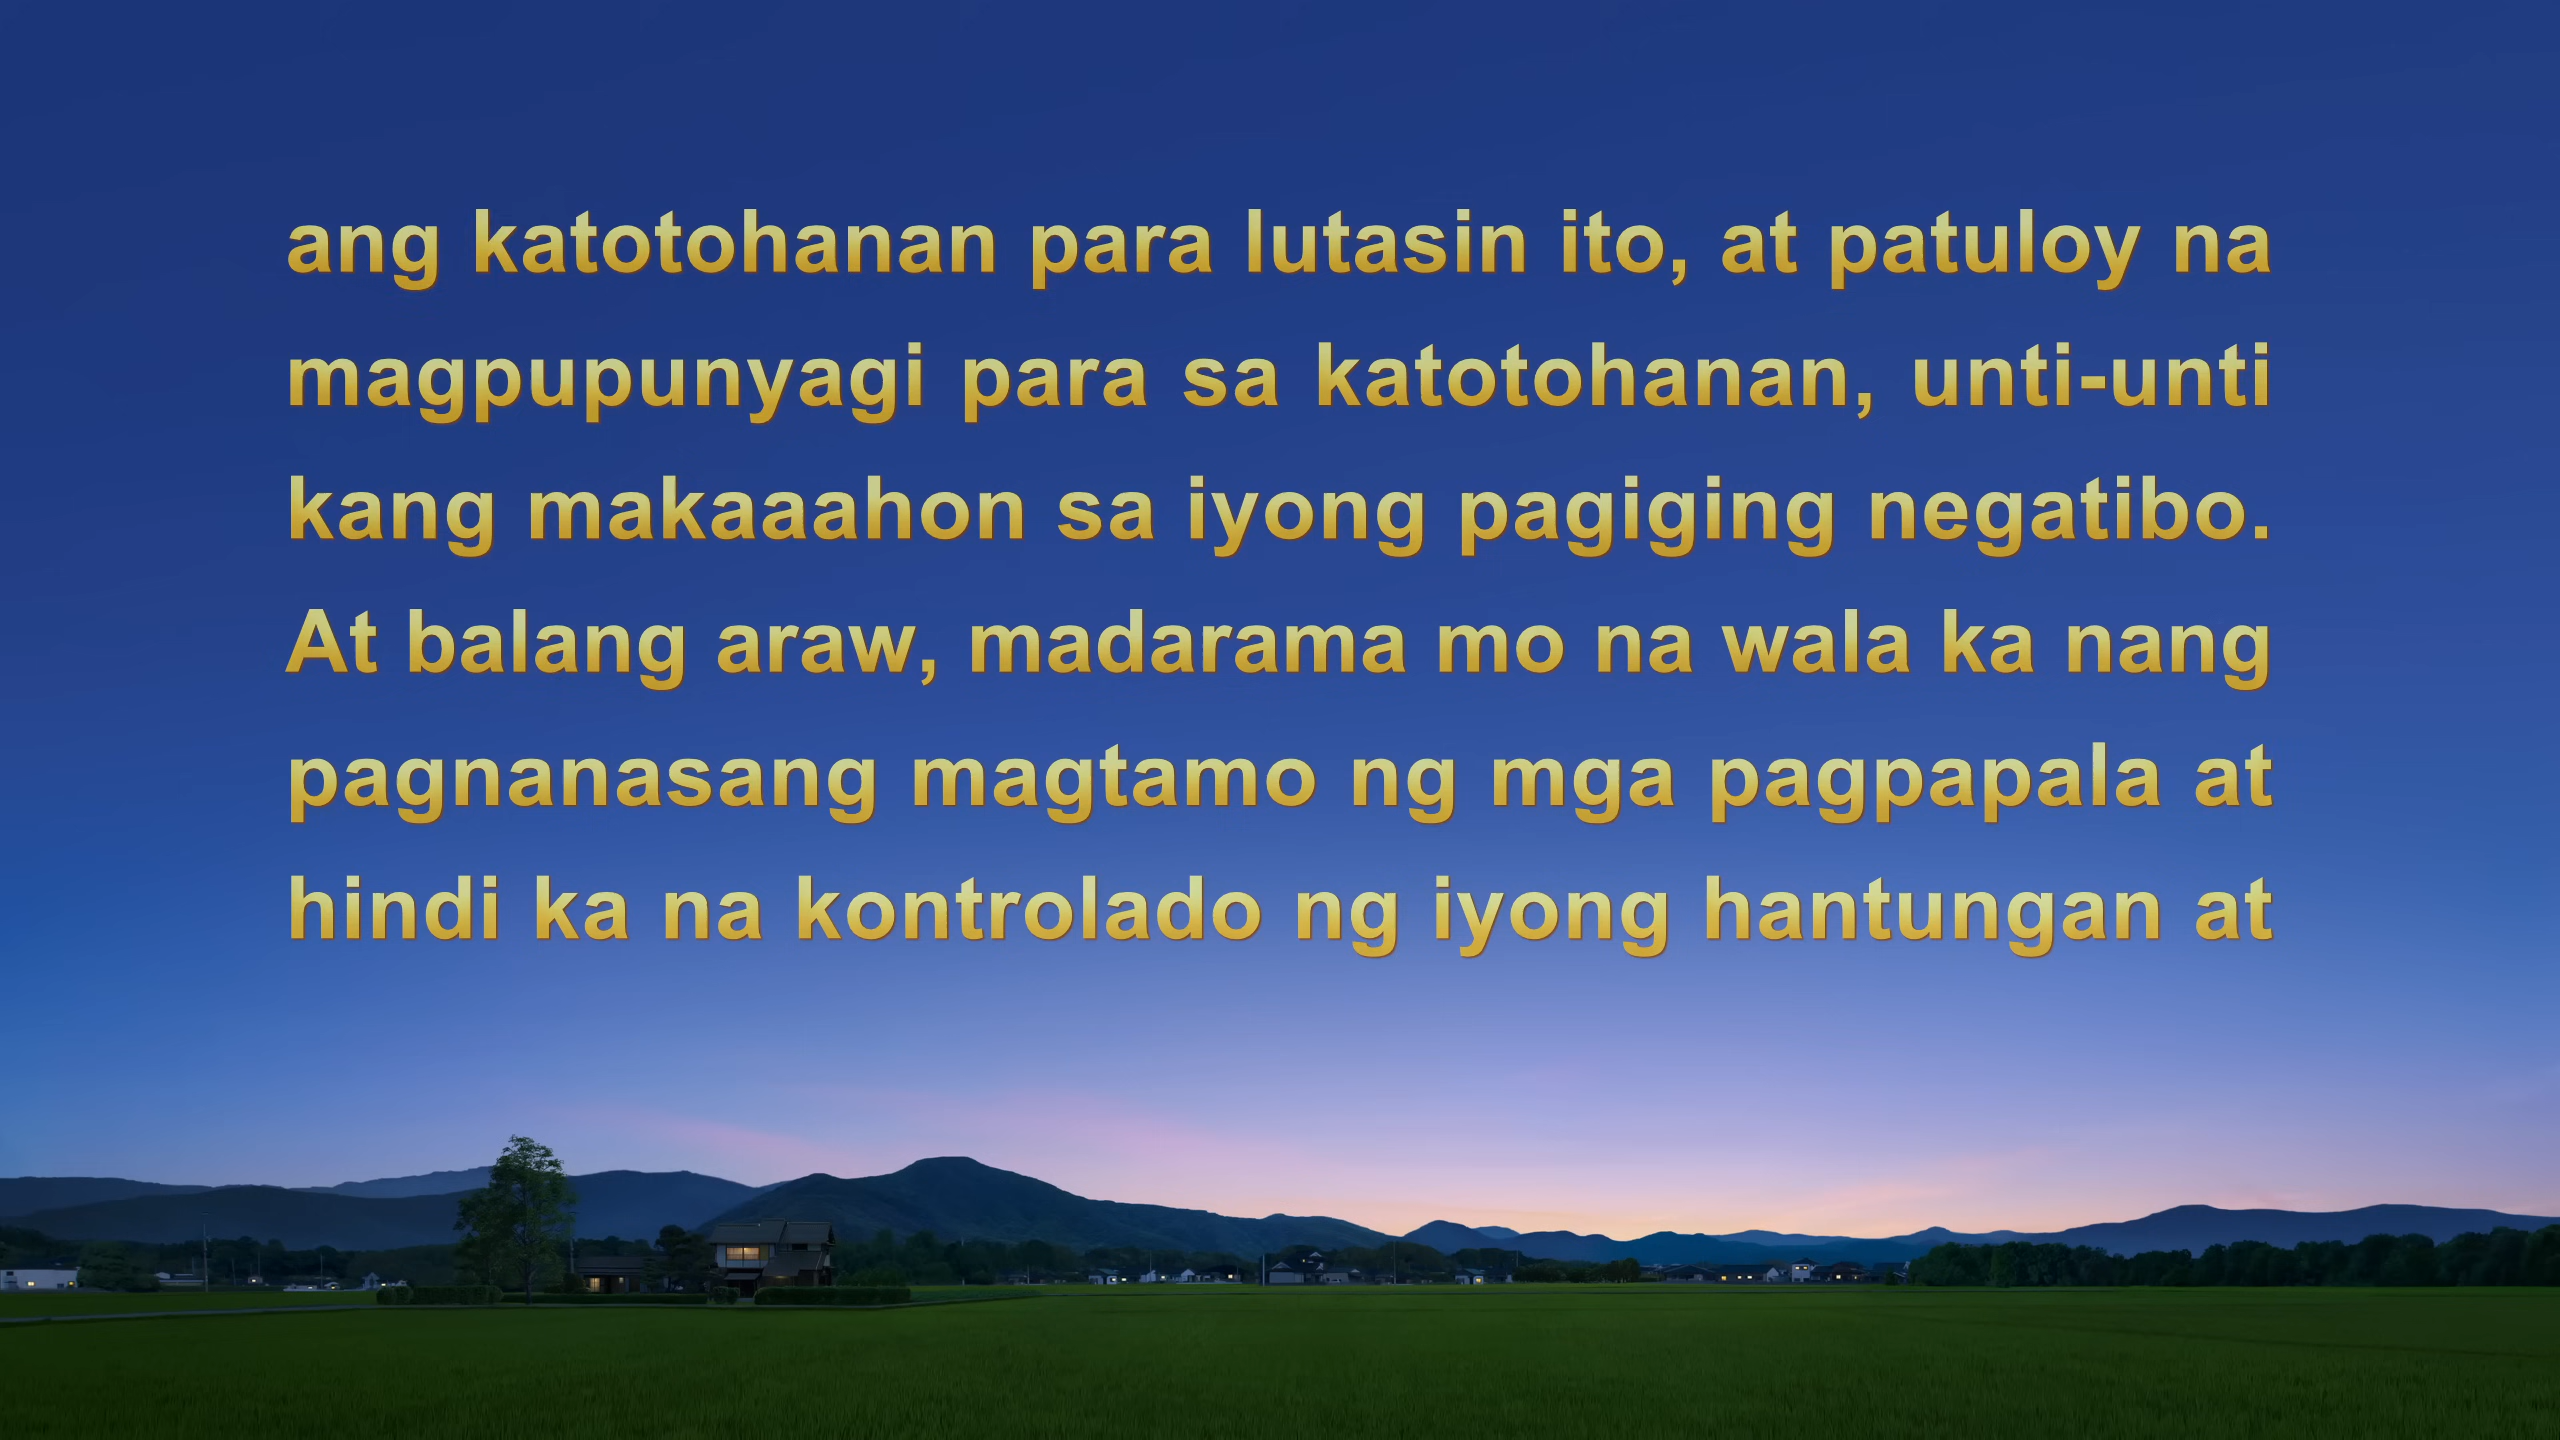 ang katotohanan para lutasin ito, at patuloy na
magpupunyagi para sa katotohanan, unti-unti
kang makaaahon sa iyong pagiging negatibo.
At balang araw, madarama mo na wala ka nang
pagnanasang magtamo ng mga pagpapala at
hindi ka na kontrolado ng iyong hantungan at